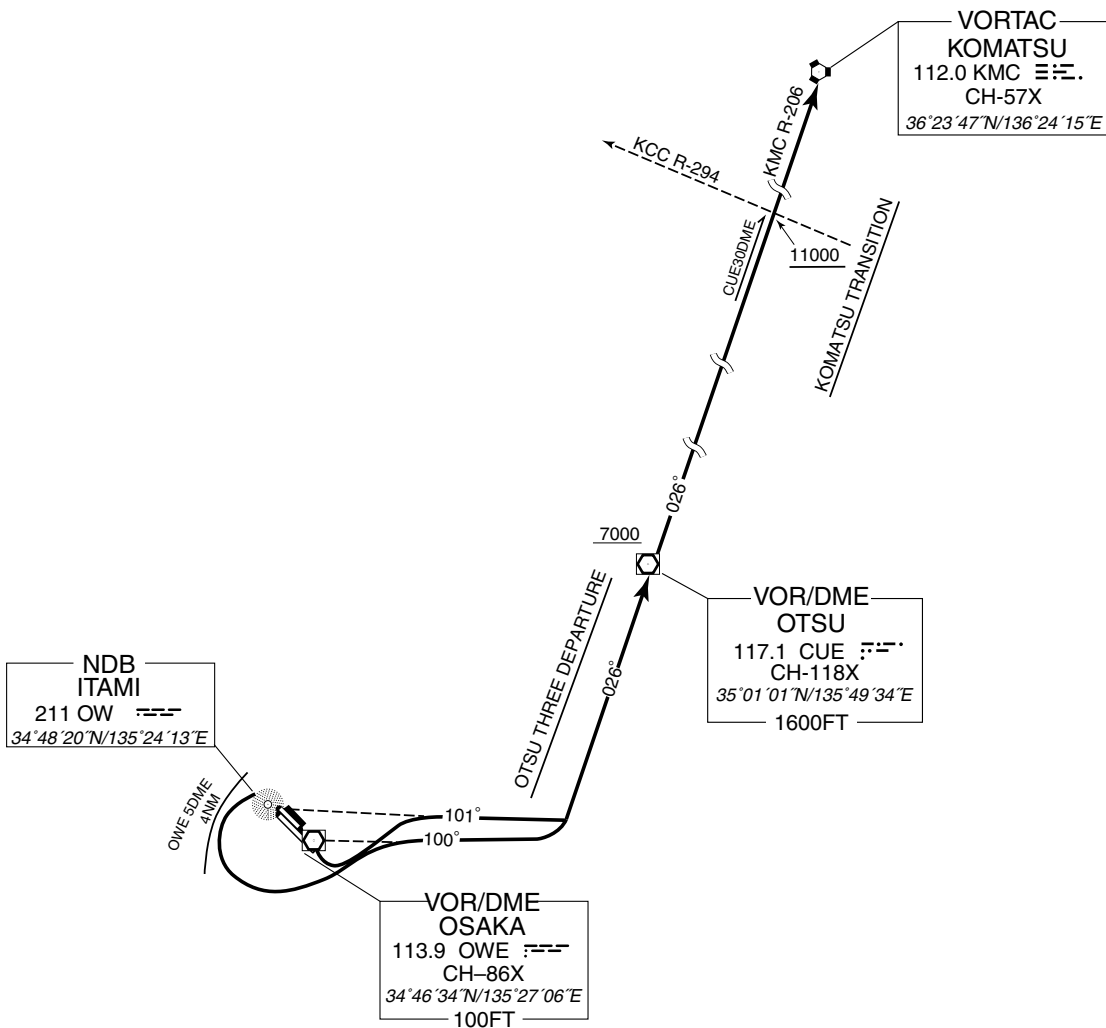 VORTAC
KOMATSU
112.0 KMC
CH-57X
36°23´47˝N/136°24´15˝E
KMC R-206
KCC R-294
CUE30DME
11000
KOMATSU TRANSITION
026°
7000
VOR/DME
OTSU
117.1 CUE
CH-118X
35°01´01˝N/135°49´34˝E
1600FT
OTSU THREE DEPARTURE
026°
NDB
ITAMI
211 OW
34°48´20˝N/135°24´13˝E
OWE 5DME
4NM
101°
100°
VOR/DME
OSAKA
113.9 OWE
CH–86X
34°46´34˝N/135°27´06˝E
100FT